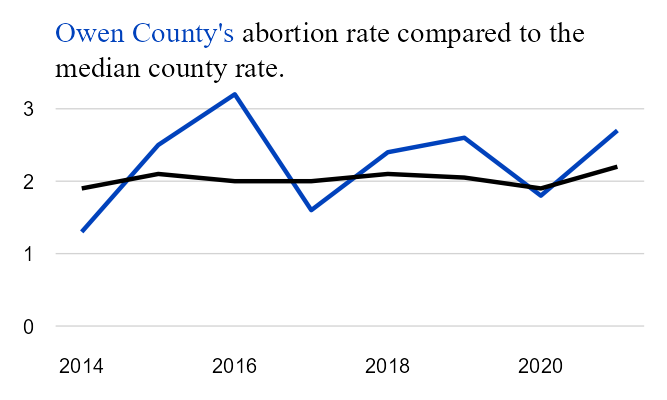 Owen County's abortion rate compared to the
median county rate.
3
2
1
0
2014 2016 2018 2020